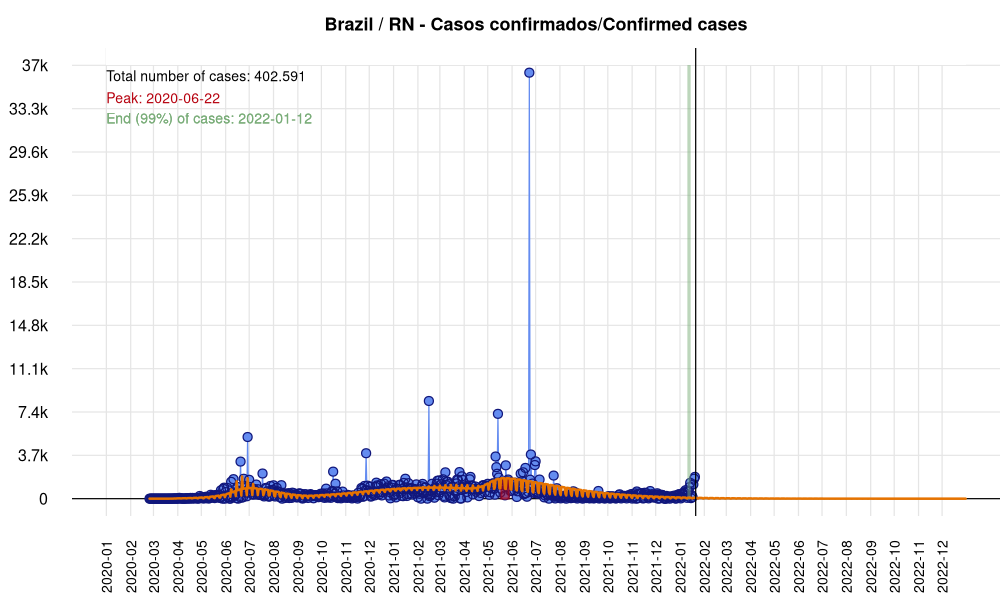 Brazil / RN - Casos confirmados/Confirmed cases
37k
33.3k
29.6k
25.9k
22.2k
18.5k
14.8k
11.1k
7.4k
3.7k
0
Total number of cases: 402.591
Peak: 2020-06-22
End (99%) of cases: 2022-01-12
2020-01
2020-02
2020-03
2020-04
2020-05
2020-06
2020-07
2020-08
2020-09
2020-10
2020-11
2020-12
2021-01
2021-02
2021-03
2021-04
2021-05
2021-06
2021-07
2021-08
2021-09
2021-10
2021-11
2021-12
2022-01
2022-02
2022-03
2022-04
2022-05
2022-06
2022-07
2022-08
2022-09
2022-10
2022-11
2022-12